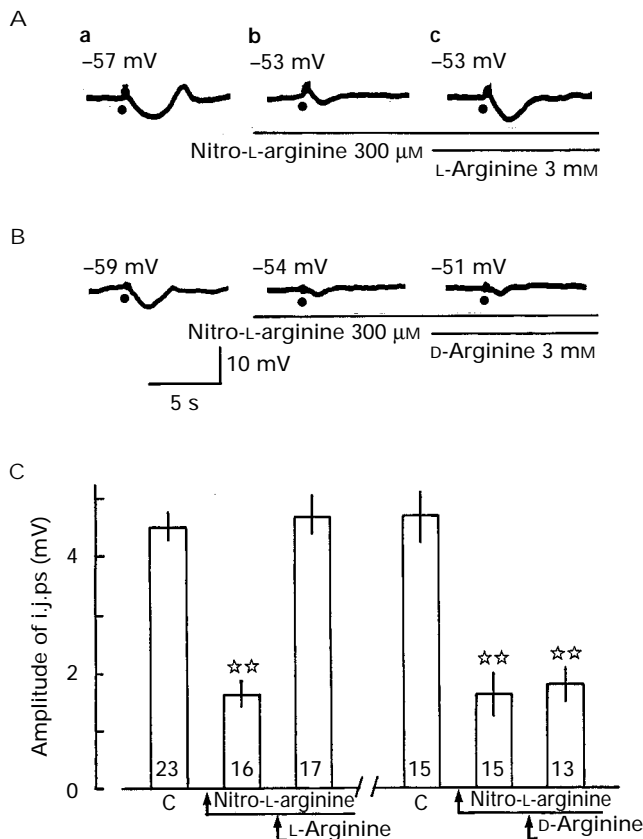 A
a b c
–57 mV –53 mV –53 mV
Nitro-L-arginine 300 µM
L-Arginine 3 mM
B
–59 mV –54 mV –51 mV
Nitro-L-arginine 300 µM
D-Arginine 3 mM
10 mV
5 s
C
Amplitude of i.j.ps (mV)
4
2
0
☆☆ ☆☆ ☆☆
23 16 17 15 15 13
C Nitro-L-arginine C Nitro-L-arginine
L-Arginine D-Arginine